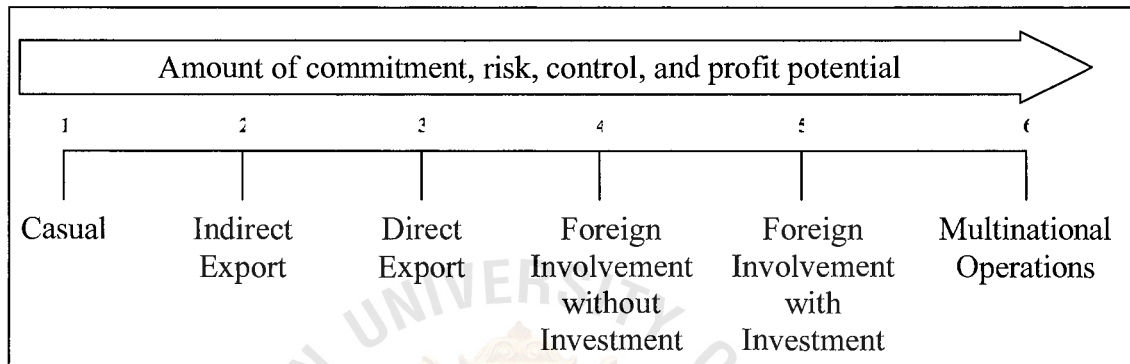 Amount of commitment, risk, control, and profit potential
1 2 3 4 5 6
Casual Indirect Direct Foreign Foreign Multinational
Export Export Involvement Involvement Operations
without with
Investment Investment
UNIVERSITY O